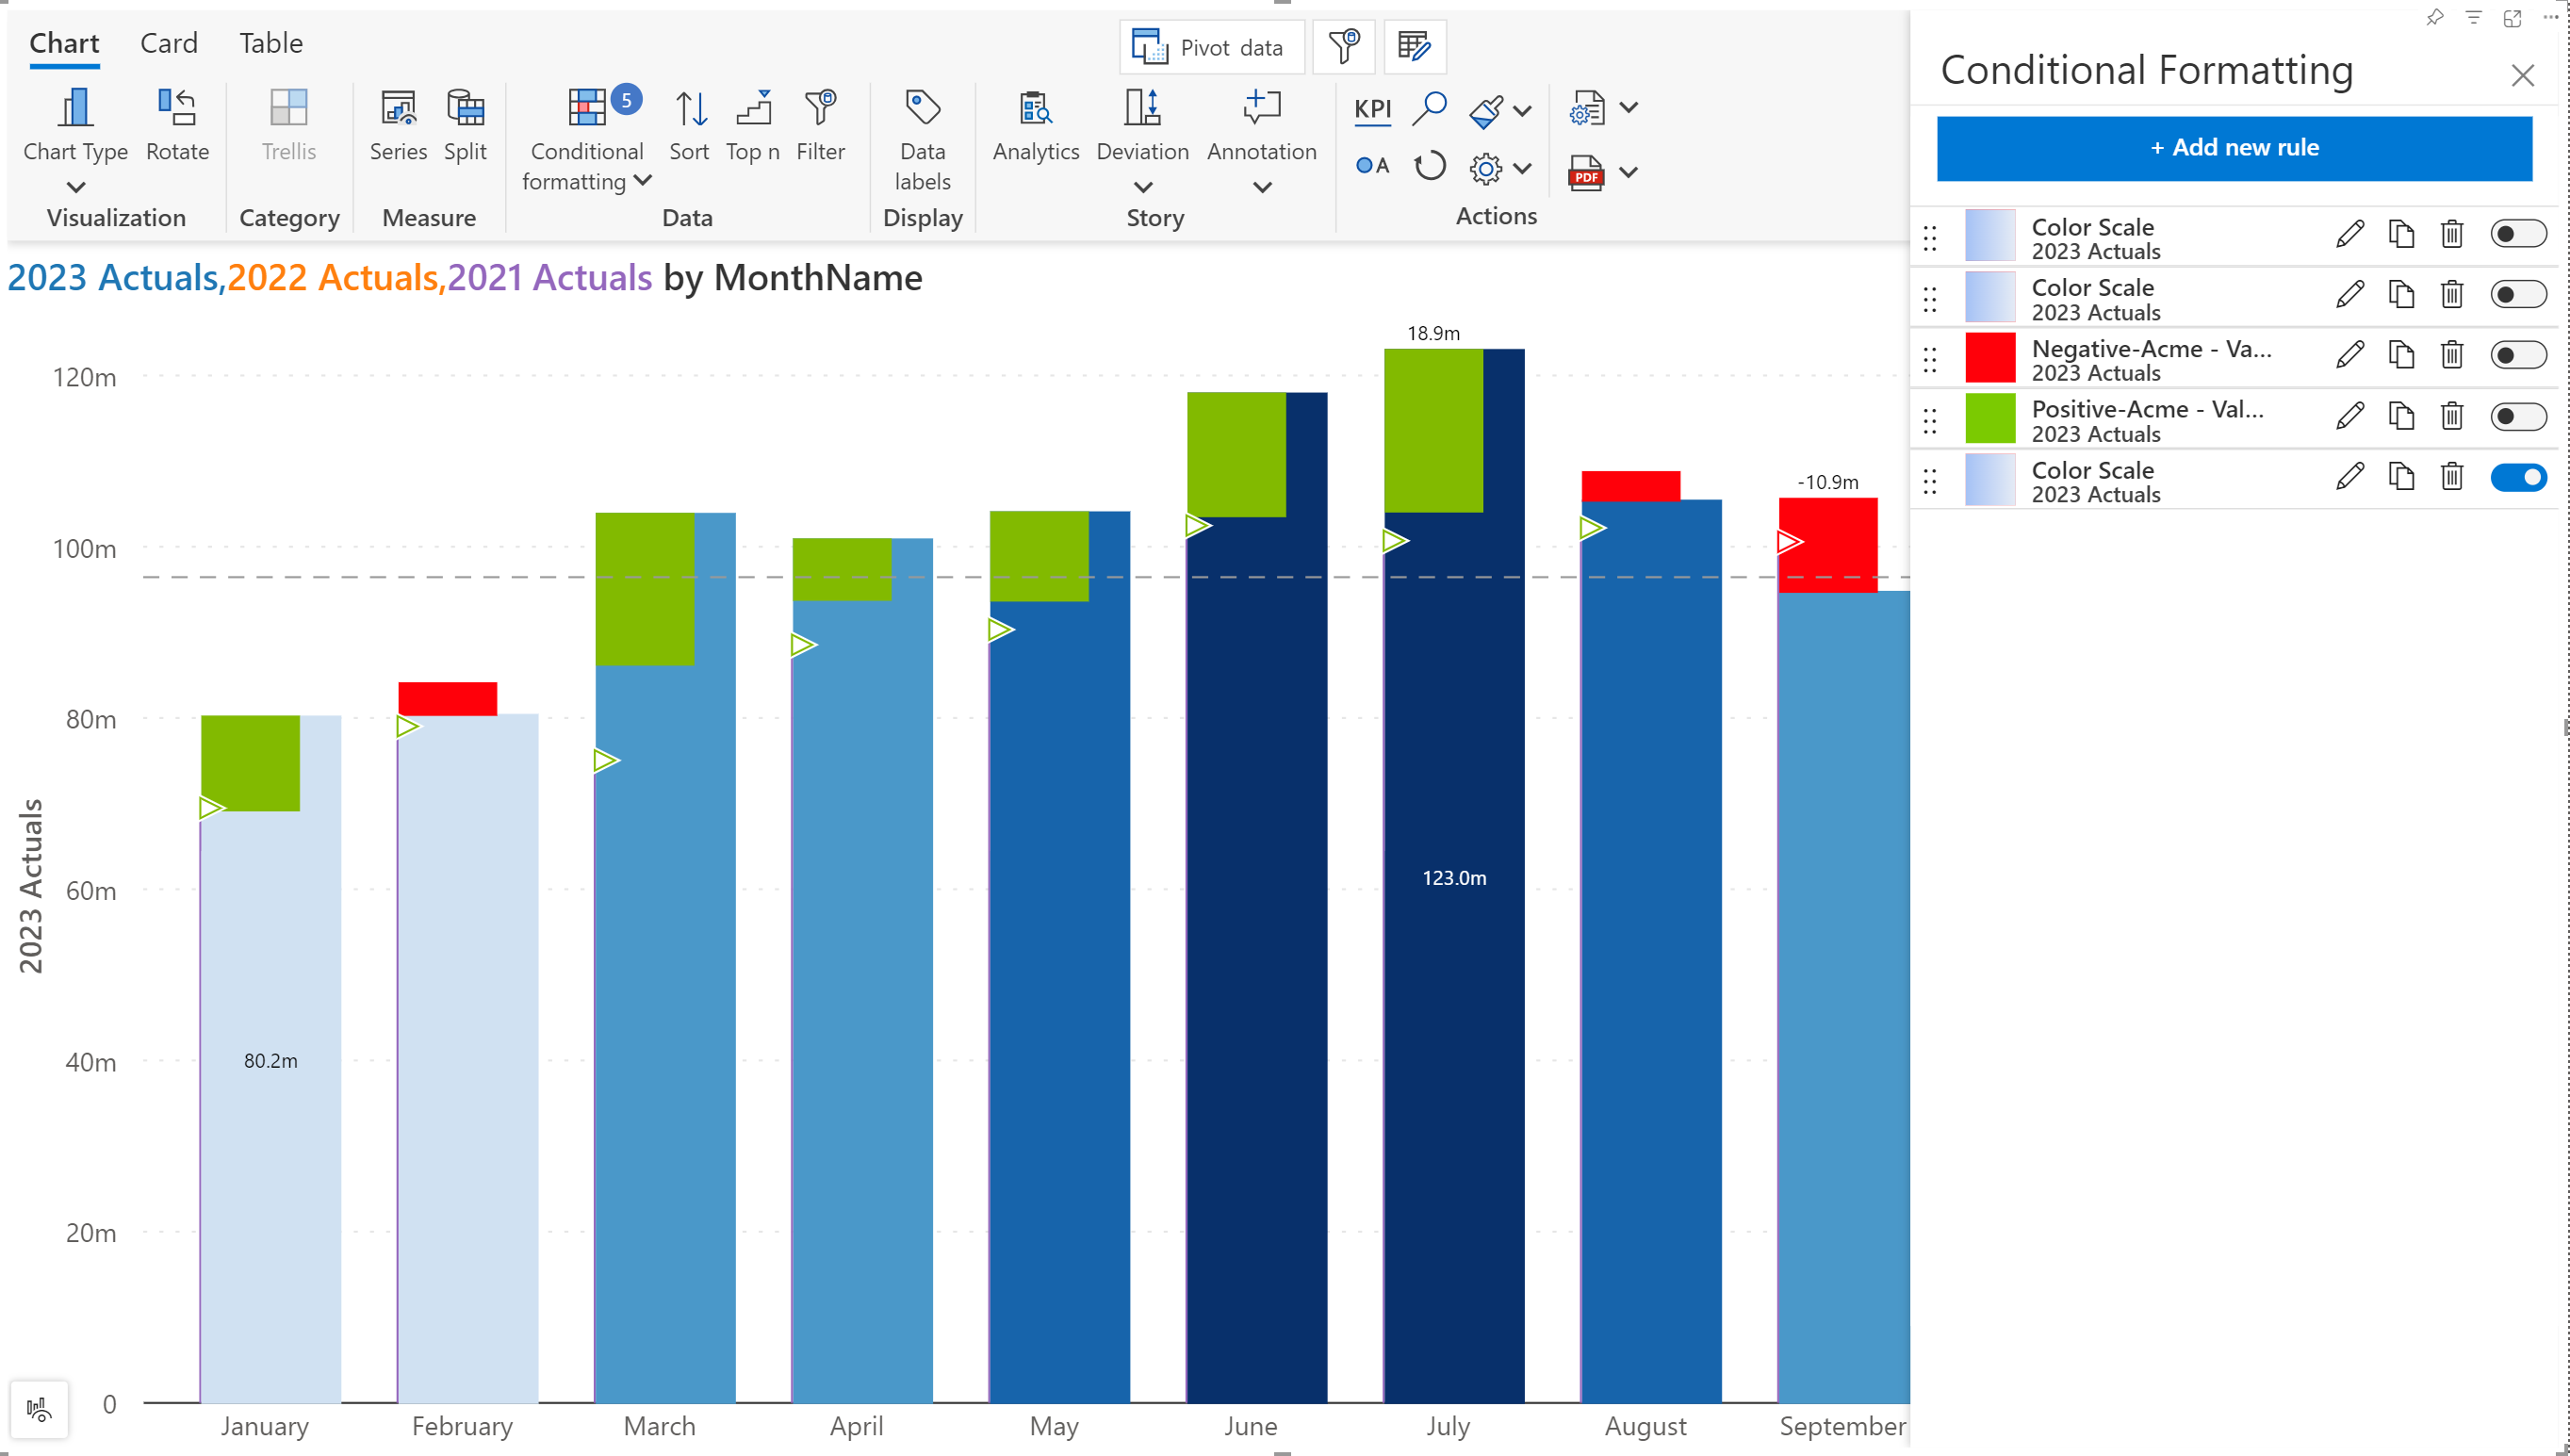 Chart Card Table
Pivot data
Chart Type Rotate Trellis Series Split Conditional formatting 5 Sort Top n Filter Data labels Analytics Deviation Annotation KPI A PDF
Visualization Category Measure Data Display Story Actions
2023 Actuals,2022 Actuals,2021 Actuals by MonthName
2023 Actuals
120m
100m
80m
60m
40m
20m
0
18.9m
-10.9m
123.0m
80.2m
January February March April May June July August September
Conditional Formatting
+ Add new rule
Color Scale
2023 Actuals
Color Scale
2023 Actuals
Negative-Acme - Va...
2023 Actuals
Positive-Acme - Val...
2023 Actuals
Color Scale
2023 Actuals